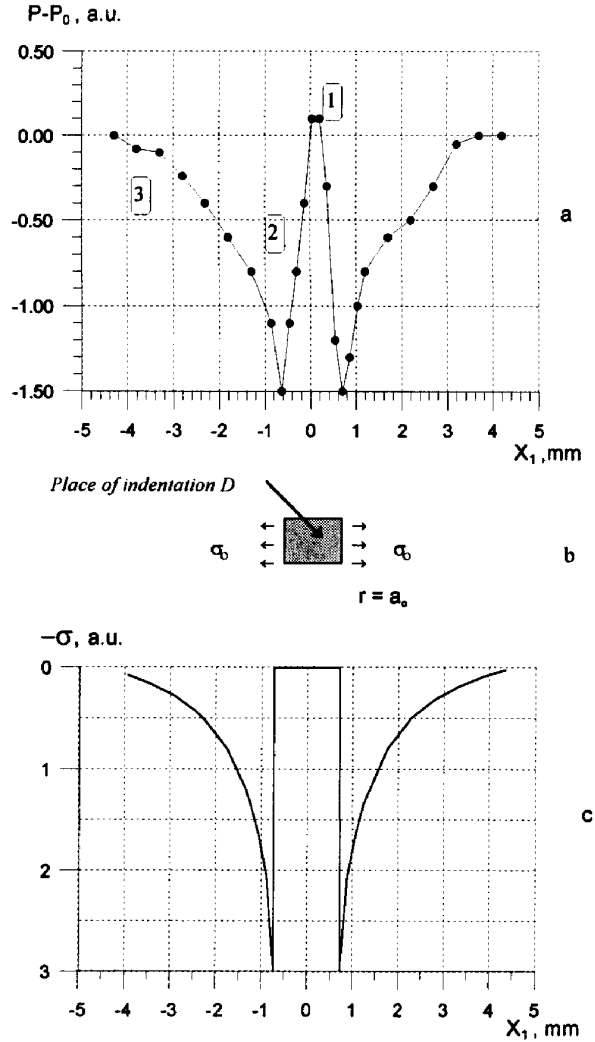 P-P₀, a.u.
0.50
0.00
-0.50
-1.00
-1.50
1
2
3
a
-5 -4 -3 -2 -1 0 1 2 3 4 5
X₁, mm
Place of indentation D
σ₀ σ₀
b
r = aₒ
-σ, a.u.
0
1
2
3
c
-5 -4 -3 -2 -1 0 1 2 3 4 5
X₁, mm